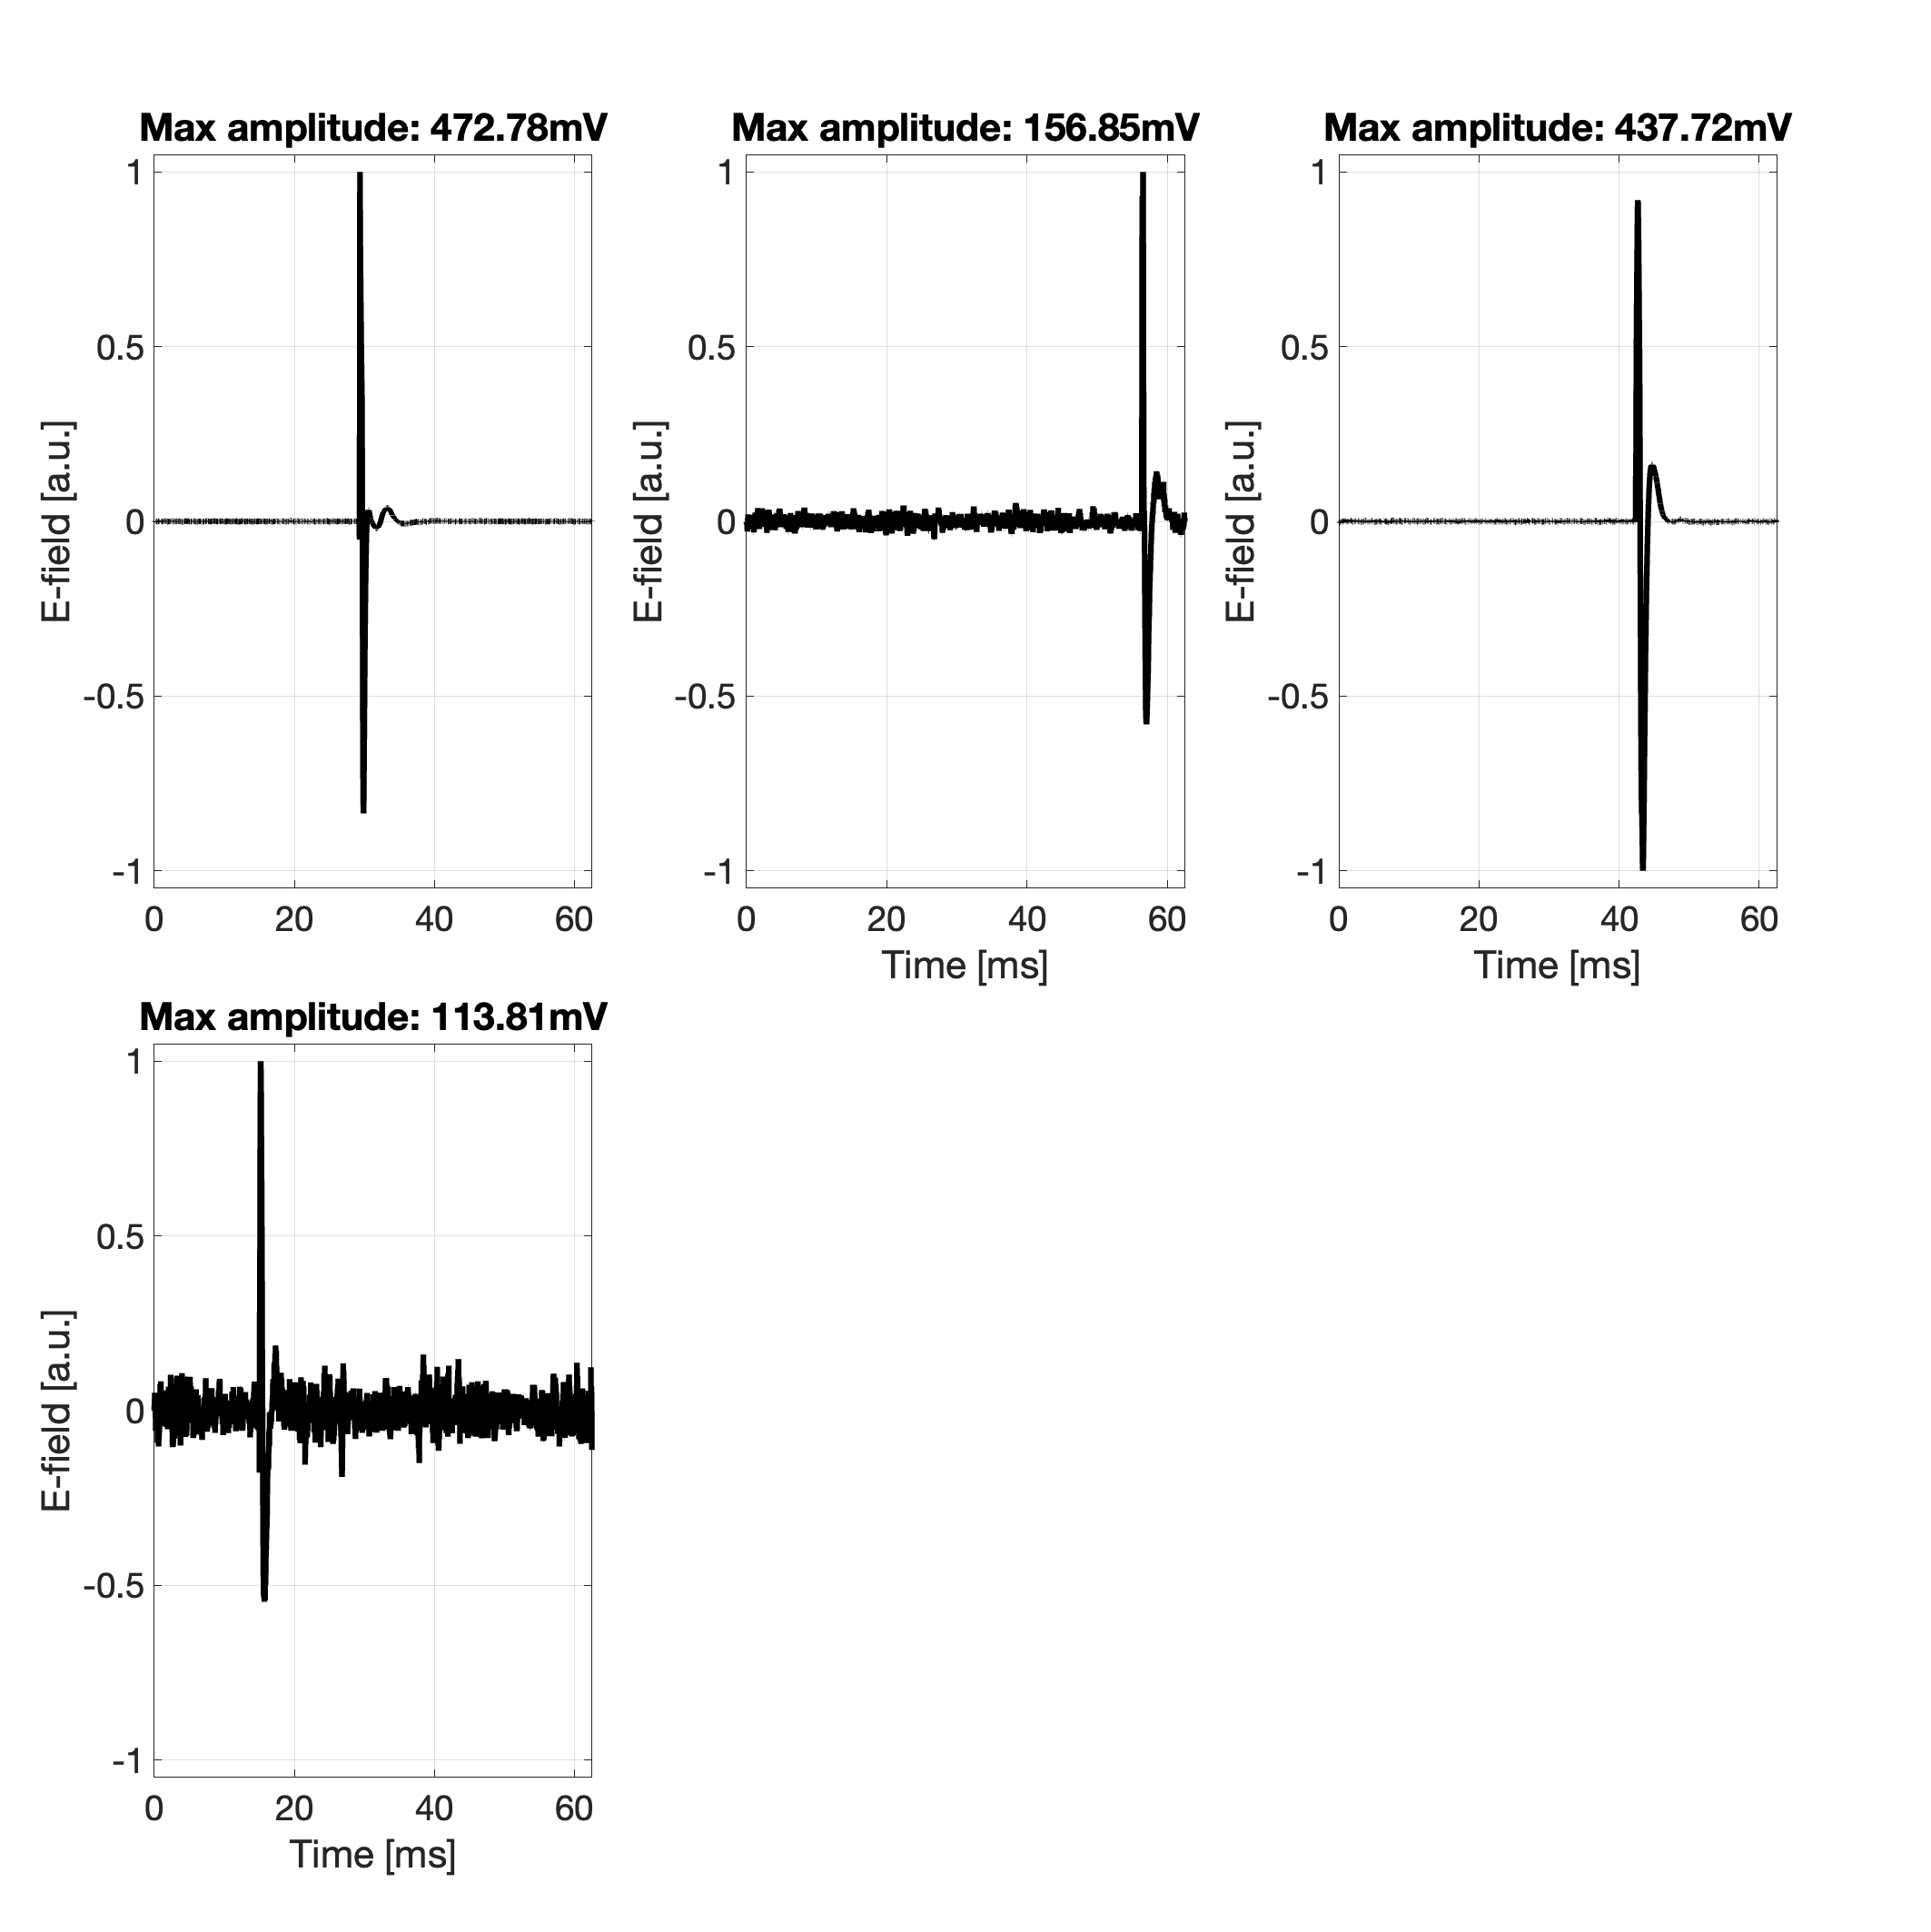 Max amplitude: 472.78mV
1
0.5
0
-0.5
-1
E-field [a.u.]
0 20 40 60
Max amplitude: 156.85mV
1
0.5
0
-0.5
-1
E-field [a.u.]
0 20 40 60
Time [ms]
Max amplitude: 437.72mV
1
0.5
0
-0.5
-1
E-field [a.u.]
0 20 40 60
Time [ms]
Max amplitude: 113.81mV
1
0.5
0
-0.5
-1
E-field [a.u.]
0 20 40 60
Time [ms]